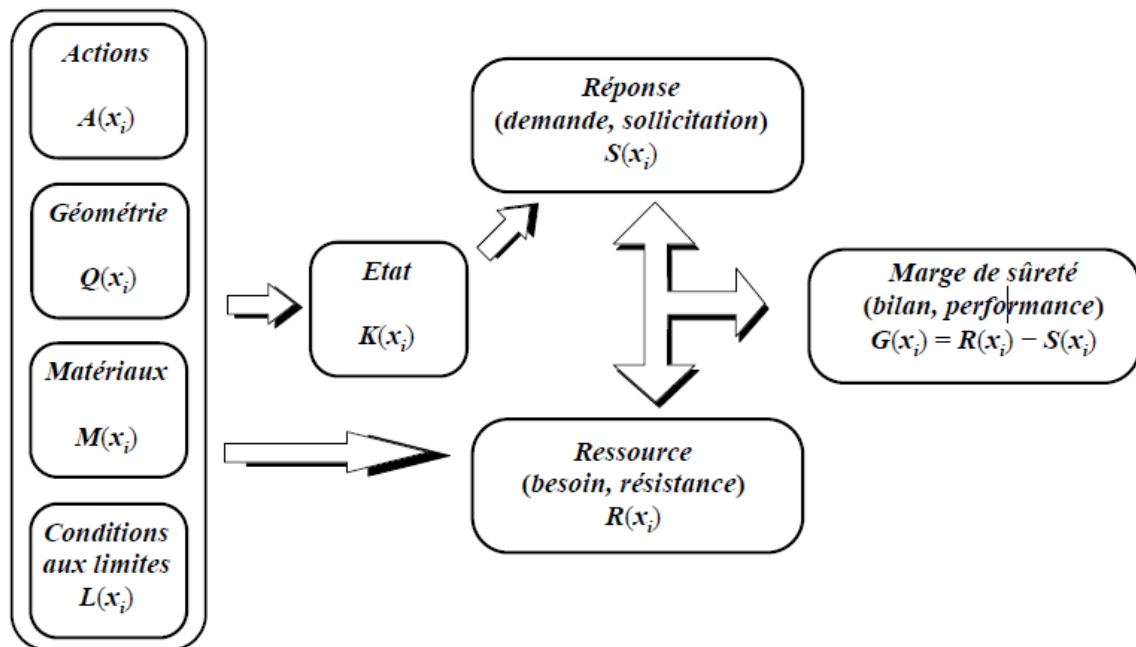 Actions
A(xᵢ)
Géométrie
Q(xᵢ)
Matériaux
M(xᵢ)
Conditions
aux limites
L(xᵢ)
Etat
K(xᵢ)
Réponse
(demande, sollicitation)
S(xᵢ)
Ressource
(besoin, résistance)
R(xᵢ)
Marge de sûreté
(bilan, performance)
G(xᵢ) = R(xᵢ) − S(xᵢ)